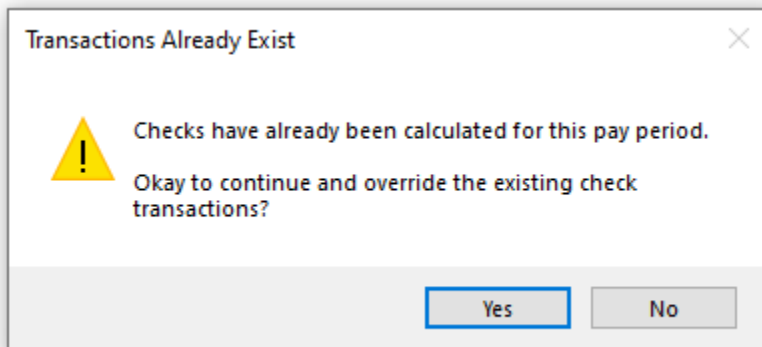 Transactions Already Exist
!
Checks have already been calculated for this pay period.
Okay to continue and override the existing check
transactions?
Yes
No